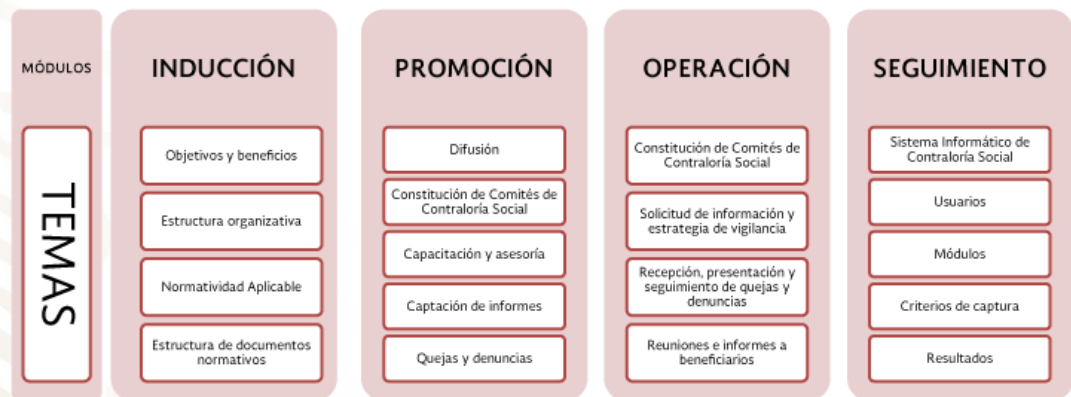 MÓDULOS
TEMAS
INDUCCIÓN
Objetivos y beneficios
Estructura organizativa
Normatividad Aplicable
Estructura de documentos
normativos
PROMOCIÓN
Difusión
Constitución de Comités de
Contraloría Social
Capacitación y asesoría
Captación de informes
Quejas y denuncias
OPERACIÓN
Constitución de Comités de
Contraloría Social
Solicitud de información y
estrategia de vigilancia
Recepción, presentación y
seguimiento de quejas y
denuncias
Reuniones e informes a
beneficiarios
SEGUIMIENTO
Sistema Informático de
Contraloría Social
Usuarios
Módulos
Criterios de captura
Resultados